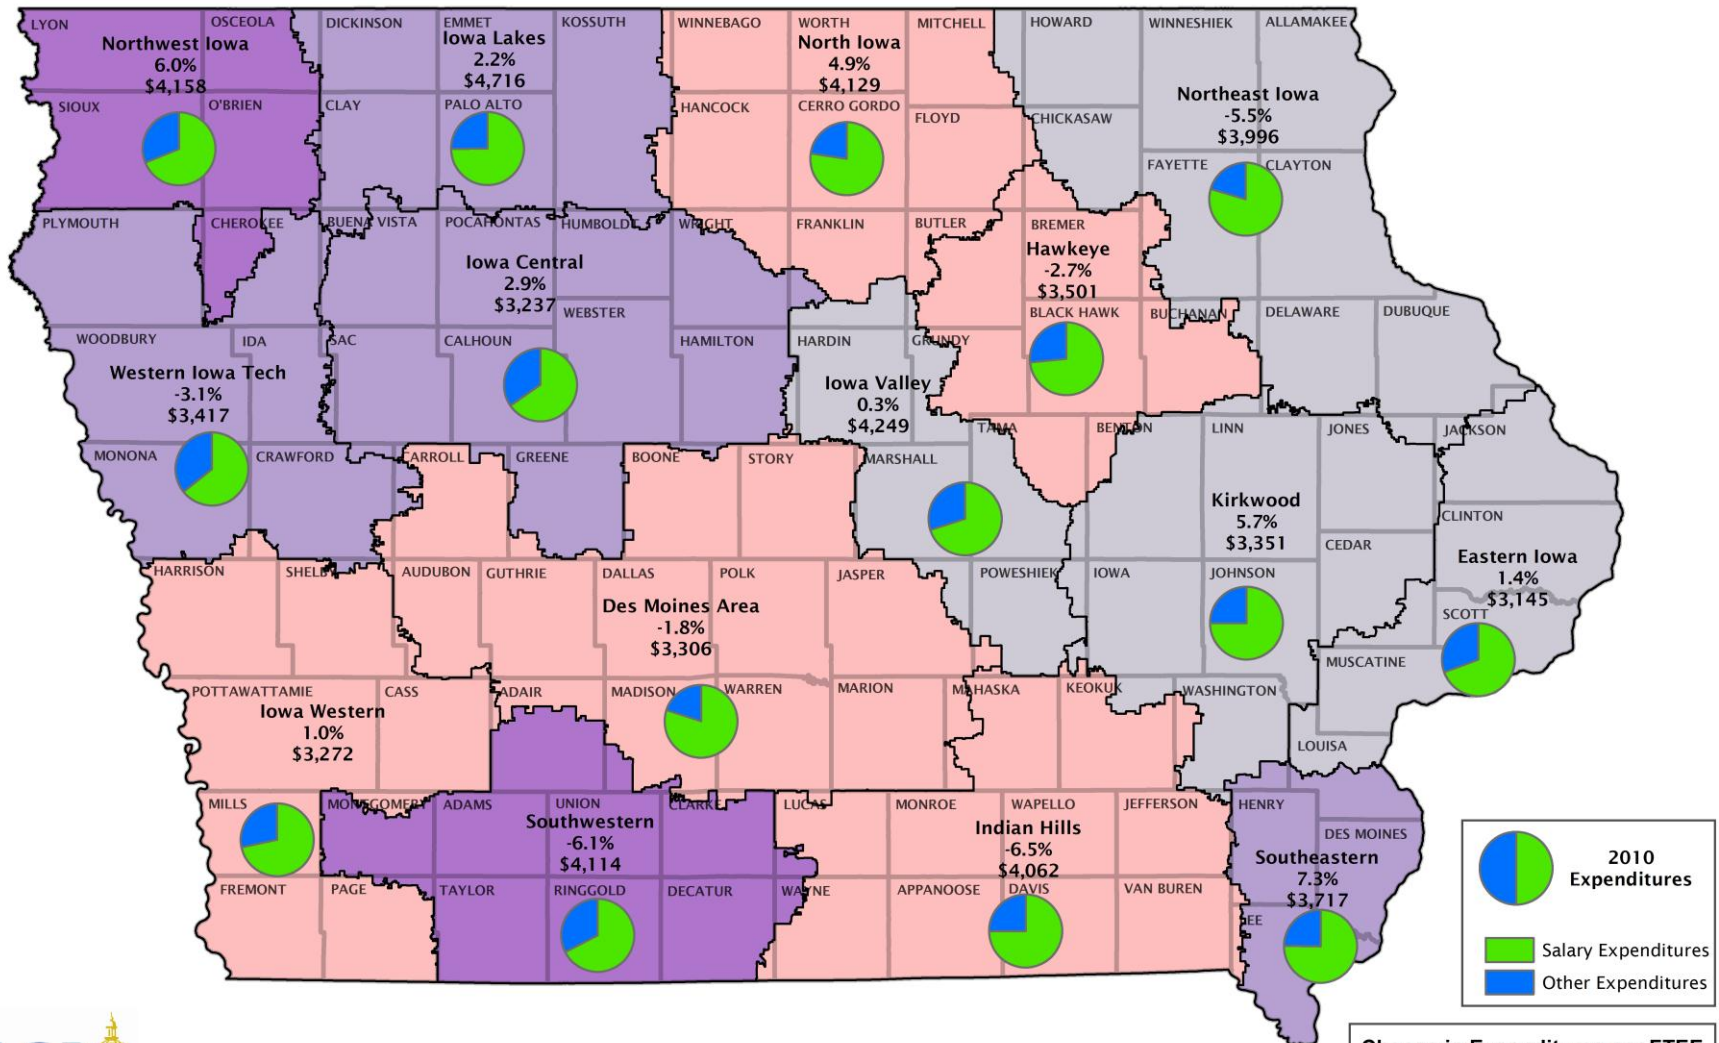 LYON
OSCEOLA
DICKINSON
EMMET
KOSSUTH
WINNEBAGO
WORTH
MITCHELL
HOWARD
WINNESHIEK
ALLAMAKEE
Northwest Iowa
6.0%
$4,158
Iowa Lakes
2.2%
$4,716
North Iowa
4.9%
$4,129
Northeast Iowa
-5.5%
$3,996
SIOUX
O'BRIEN
CLAY
PALO ALTO
HANCOCK
CERRO GORDO
FLOYD
CHICKASAW
FAYETTE
CLAYTON
PLYMOUTH
CHEROKEE
BUENA VISTA
POCAHONTAS
HUMBOLDT
WRIGHT
FRANKLIN
BUTLER
BREMER
Iowa Central
2.9%
$3,237
Hawkeye
-2.7%
$3,501
WEBSTER
BLACK HAWK
BUCHANAN
DELAWARE
DUBUQUE
WOODBURY
IDA
SAC
CALHOUN
HAMILTON
HARDIN
GRUNDY
Western Iowa Tech
-3.1%
$3,417
Iowa Valley
0.3%
$4,249
TAMA
BENTON
LINN
JONES
JACKSON
MONONA
CRAWFORD
CARROLL
GREENE
BOONE
STORY
MARSHALL
Kirkwood
5.7%
$3,351
CLINTON
CEDAR
Eastern Iowa
1.4%
$3,145
SCOTT
HARRISON
SHELBY
AUDUBON
GUTHRIE
DALLAS
POLK
JASPER
POWESHIEK
IOWA
JOHNSON
Des Moines Area
-1.8%
$3,306
MUSCATINE
POTTAWATTAMIE
CASS
ADAIR
MADISON
WARREN
MARION
MAHASKA
KEOKUK
WASHINGTON
Iowa Western
1.0%
$3,272
LOUISA
MILLS
MONTGOMERY
ADAMS
UNION
CLARKE
LUCAS
MONROE
WAPELLO
JEFFERSON
HENRY
Southwestern
-6.1%
$4,114
Indian Hills
-6.5%
$4,062
DES MOINES
Southeastern
7.3%
$3,717
FREMONT
PAGE
TAYLOR
RINGGOLD
DECATUR
WAYNE
APPANOOSE
DAVIS
VAN BUREN
2010
Expenditures
Salary Expenditures
Other Expenditures